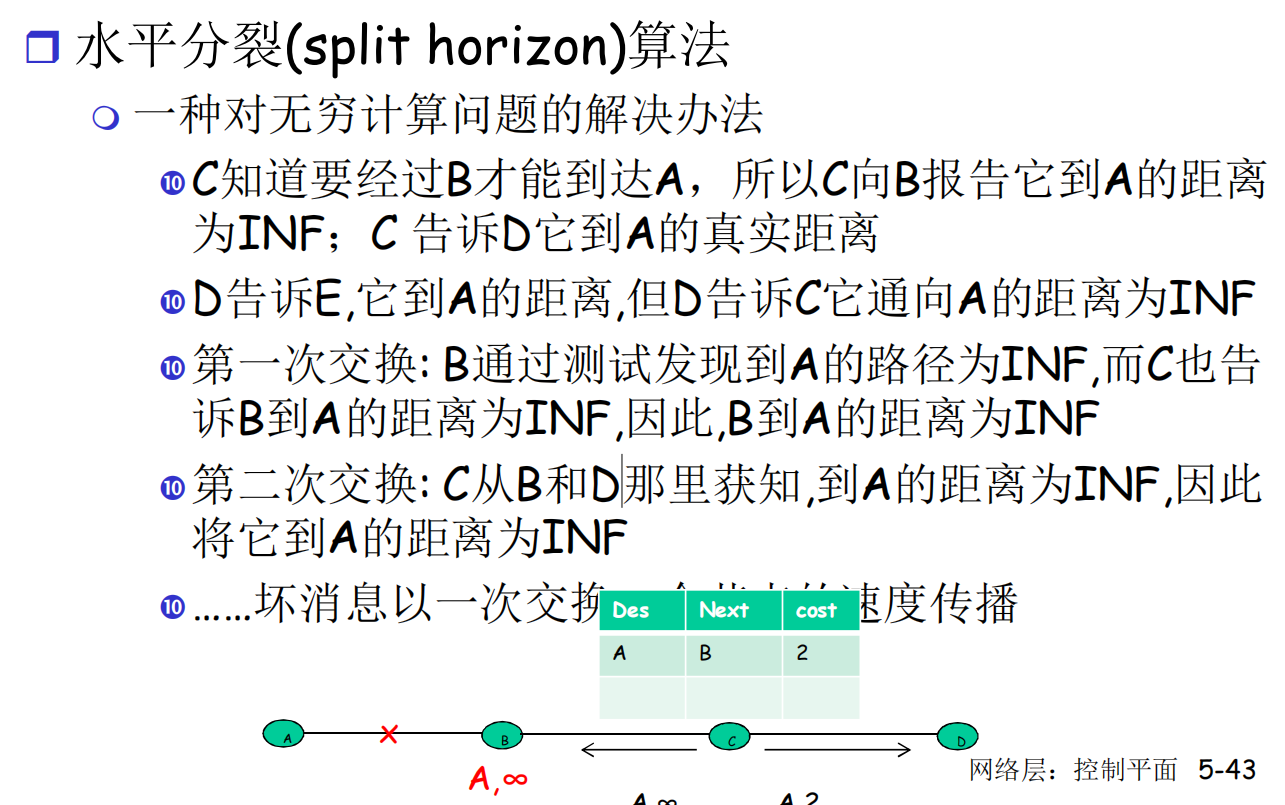 水平分裂(split horizon)算法
一种对无穷计算问题的解决办法
⑩C知道要经过B才能到达A，所以C向B报告它到A的距离
为INF；C 告诉D它到A的真实距离
⑩D告诉E,它到A的距离,但D告诉C它通向A的距离为INF
⑩第一次交换: B通过测试发现到A的路径为INF,而C也告
诉B到A的距离为INF,因此,B到A的距离为INF
⑩第二次交换: C从B和D那里获知,到A的距离为INF,因此
将它到A的距离为INF
⑩……坏消息以一次交换 速度传播
Des Next cost
A B 2
A B C D
A,∞
A,∞ A,2
网络层：控制平面 5-43